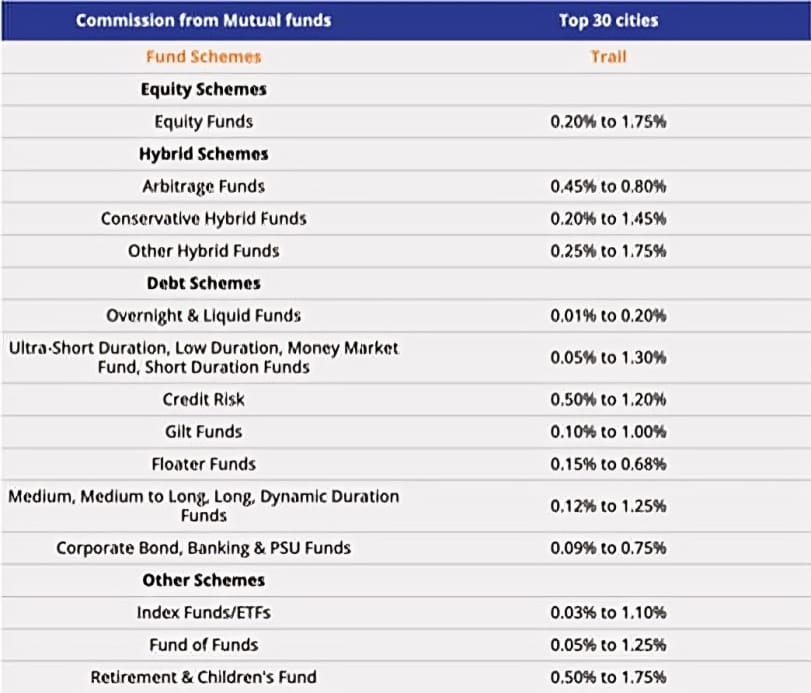 Commission from Mutual funds Top 30 cities
Fund Schemes Trail
Equity Schemes
Equity Funds 0.20% to 1.75%
Hybrid Schemes
Arbitrage Funds 0.45% to 0.80%
Conservative Hybrid Funds 0.20% to 1.45%
Other Hybrid Funds 0.25% to 1.75%
Debt Schemes
Overnight & Liquid Funds 0.01% to 0.20%
Ultra-Short Duration, Low Duration, Money Market
Fund, Short Duration Funds 0.05% to 1.30%
Credit Risk 0.50% to 1.20%
Gilt Funds 0.10% to 1.00%
Floater Funds 0.15% to 0.68%
Medium, Medium to Long, Long, Dynamic Duration
Funds 0.12% to 1.25%
Corporate Bond, Banking & PSU Funds 0.09% to 0.75%
Other Schemes
Index Funds/ETFs 0.03% to 1.10%
Fund of Funds 0.05% to 1.25%
Retirement & Children's Fund 0.50% to 1.75%